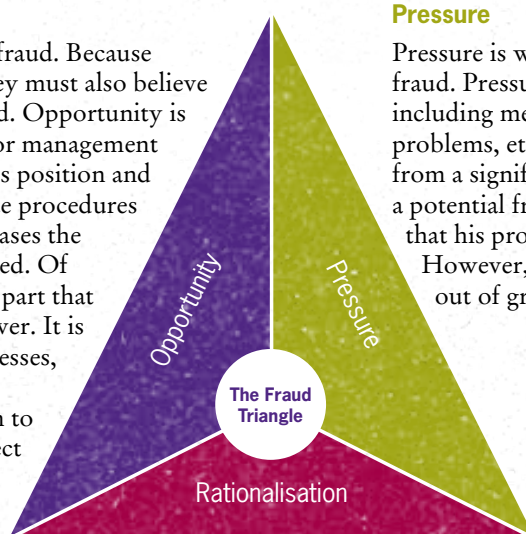 fraud. Because
ey must also believe
d. Opportunity is
or management
s position and
e procedures
ases the
ed. Of
part that
ver. It is
esses,
n to
ect
Opportunity
Pressure
The Fraud
Triangle
Rationalisation
Pressure
Pressure is w
fraud. Pressu
including me
problems, et
from a signif
a potential fr
that his pro
However,
out of gr